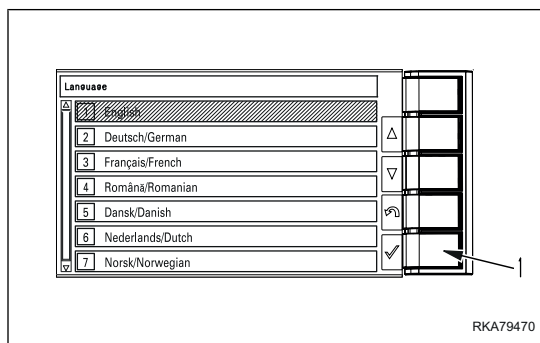 Language
1 English
2 Deutsch/German
3 Français/French
4 Română/Romanian
5 Dansk/Danish
6 Nederlands/Dutch
7 Norsk/Norwegian
1
RKA79470